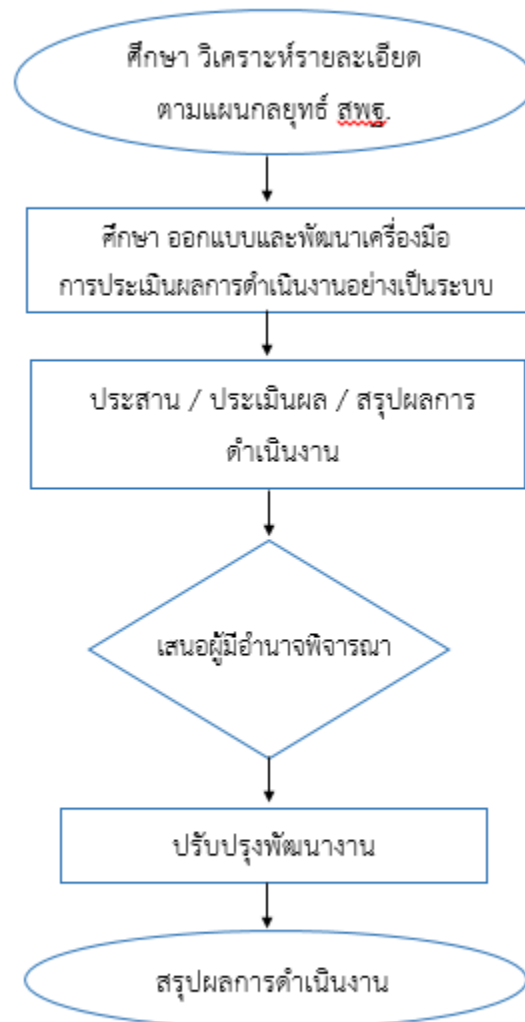 ศึกษา วิเคราะห์รายละเอียด
ตามแผนกลยุทธ์ สพฐ.
ศึกษา ออกแบบและพัฒนาเครื่องมือ
การประเมินผลการดำเนินงานอย่างเป็นระบบ
ประสาน / ประเมินผล / สรุปผลการ
ดำเนินงาน
เสนอผู้มีอำนาจพิจารณา
ปรับปรุงพัฒนางาน
สรุปผลการดำเนินงาน